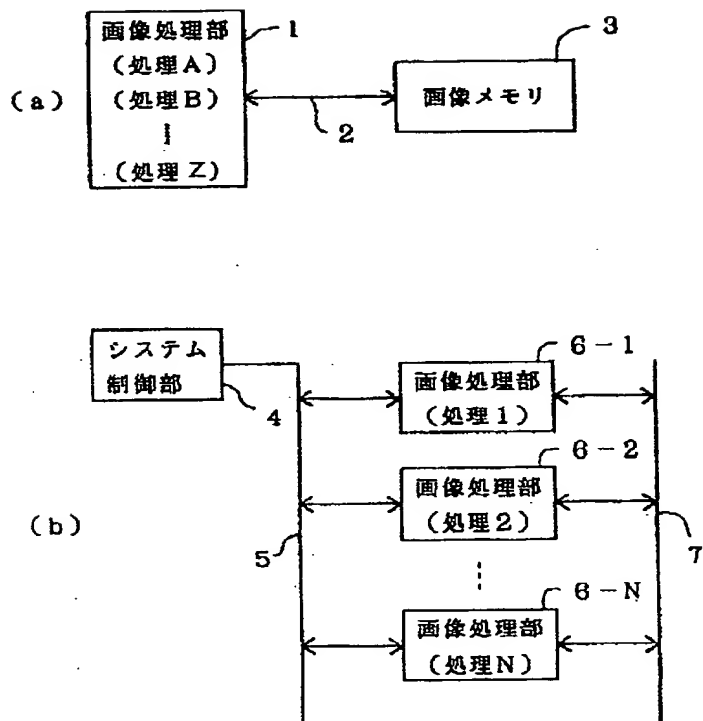 (a)
画像処理部
(処理A)
(処理B)
(処理Z)
1
2
3
画像メモリ
(b)
システム
制御部
4
5
6-1
画像処理部
(処理1)
6-2
画像処理部
(処理2)
6-N
画像処理部
(処理N)
7